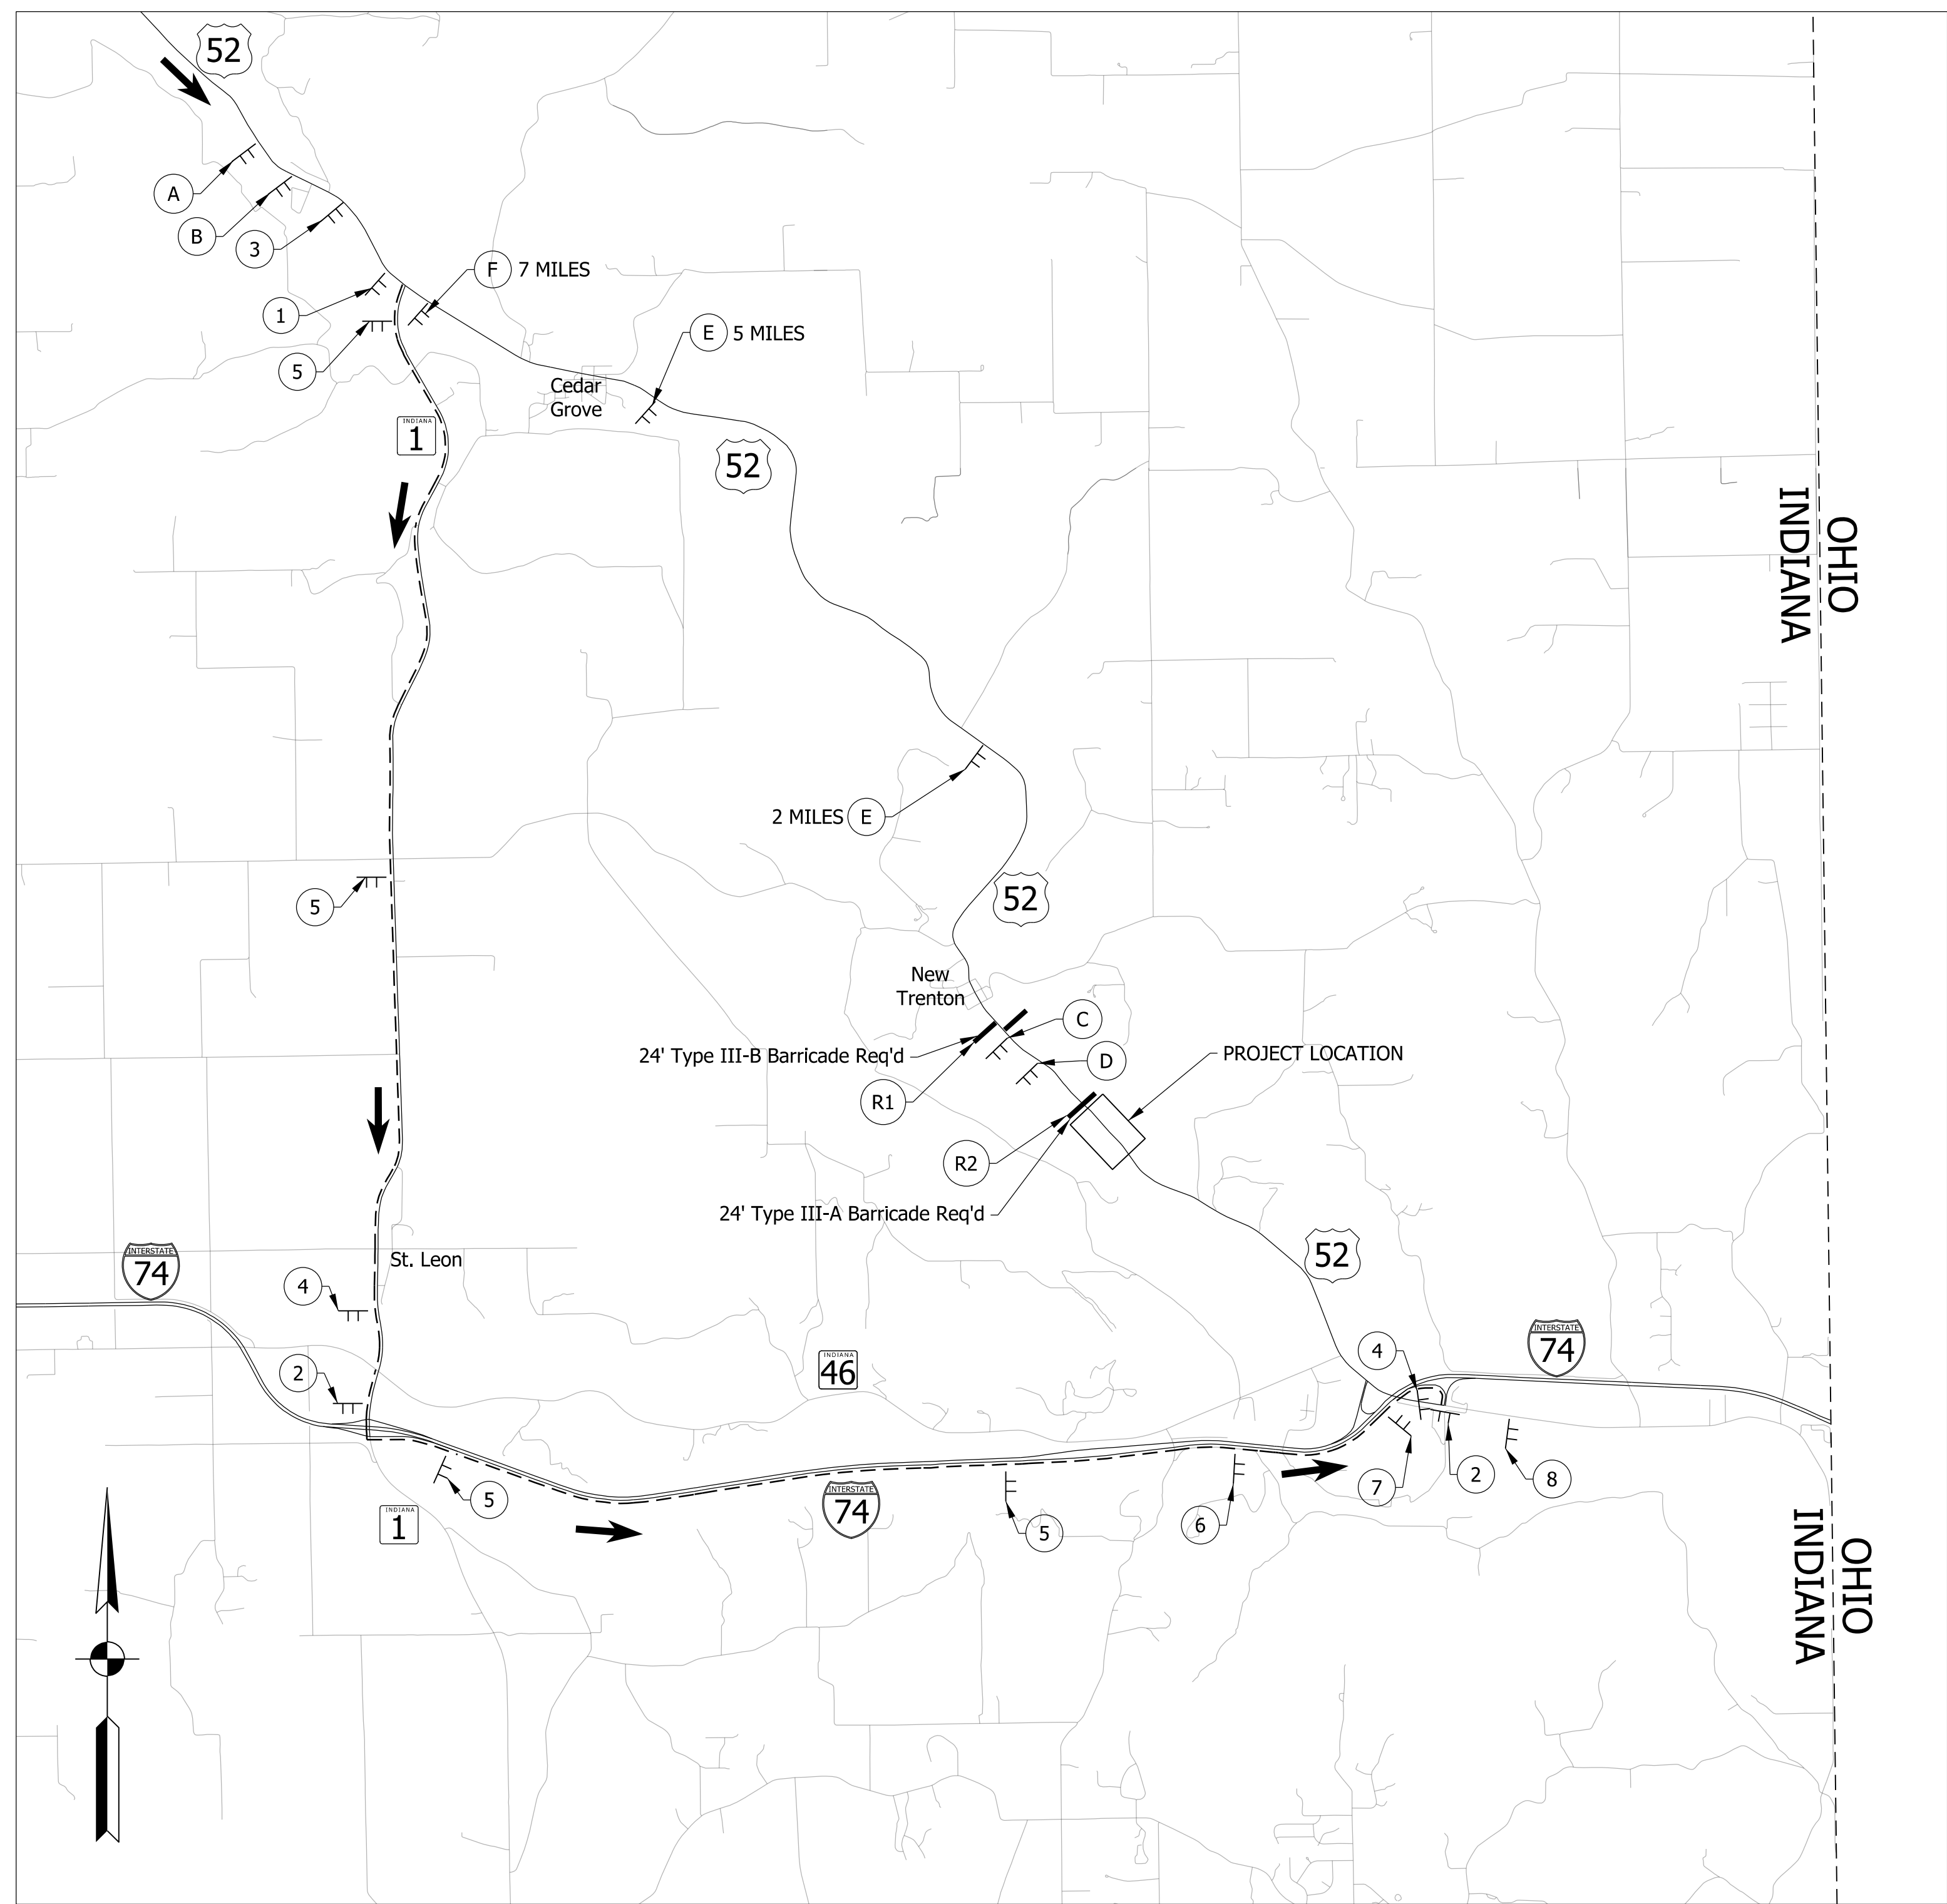 52
A
B
3
F 7 MILES
1
E 5 MILES
5
Cedar
Grove
INDIANA
1
52
OHIO
INDIANA
2 MILES E
52
5
New
Trenton
C
24' Type III-B Barricade Req'd
PROJECT LOCATION
D
R1
R2
24' Type III-A Barricade Req'd
52
St. Leon
INTERSTATE
74
4
INTERSTATE
74
4
INDIANA
46
2
7
2
8
5
INTERSTATE
74
INDIANA
1
6
5
OHIO
INDIANA